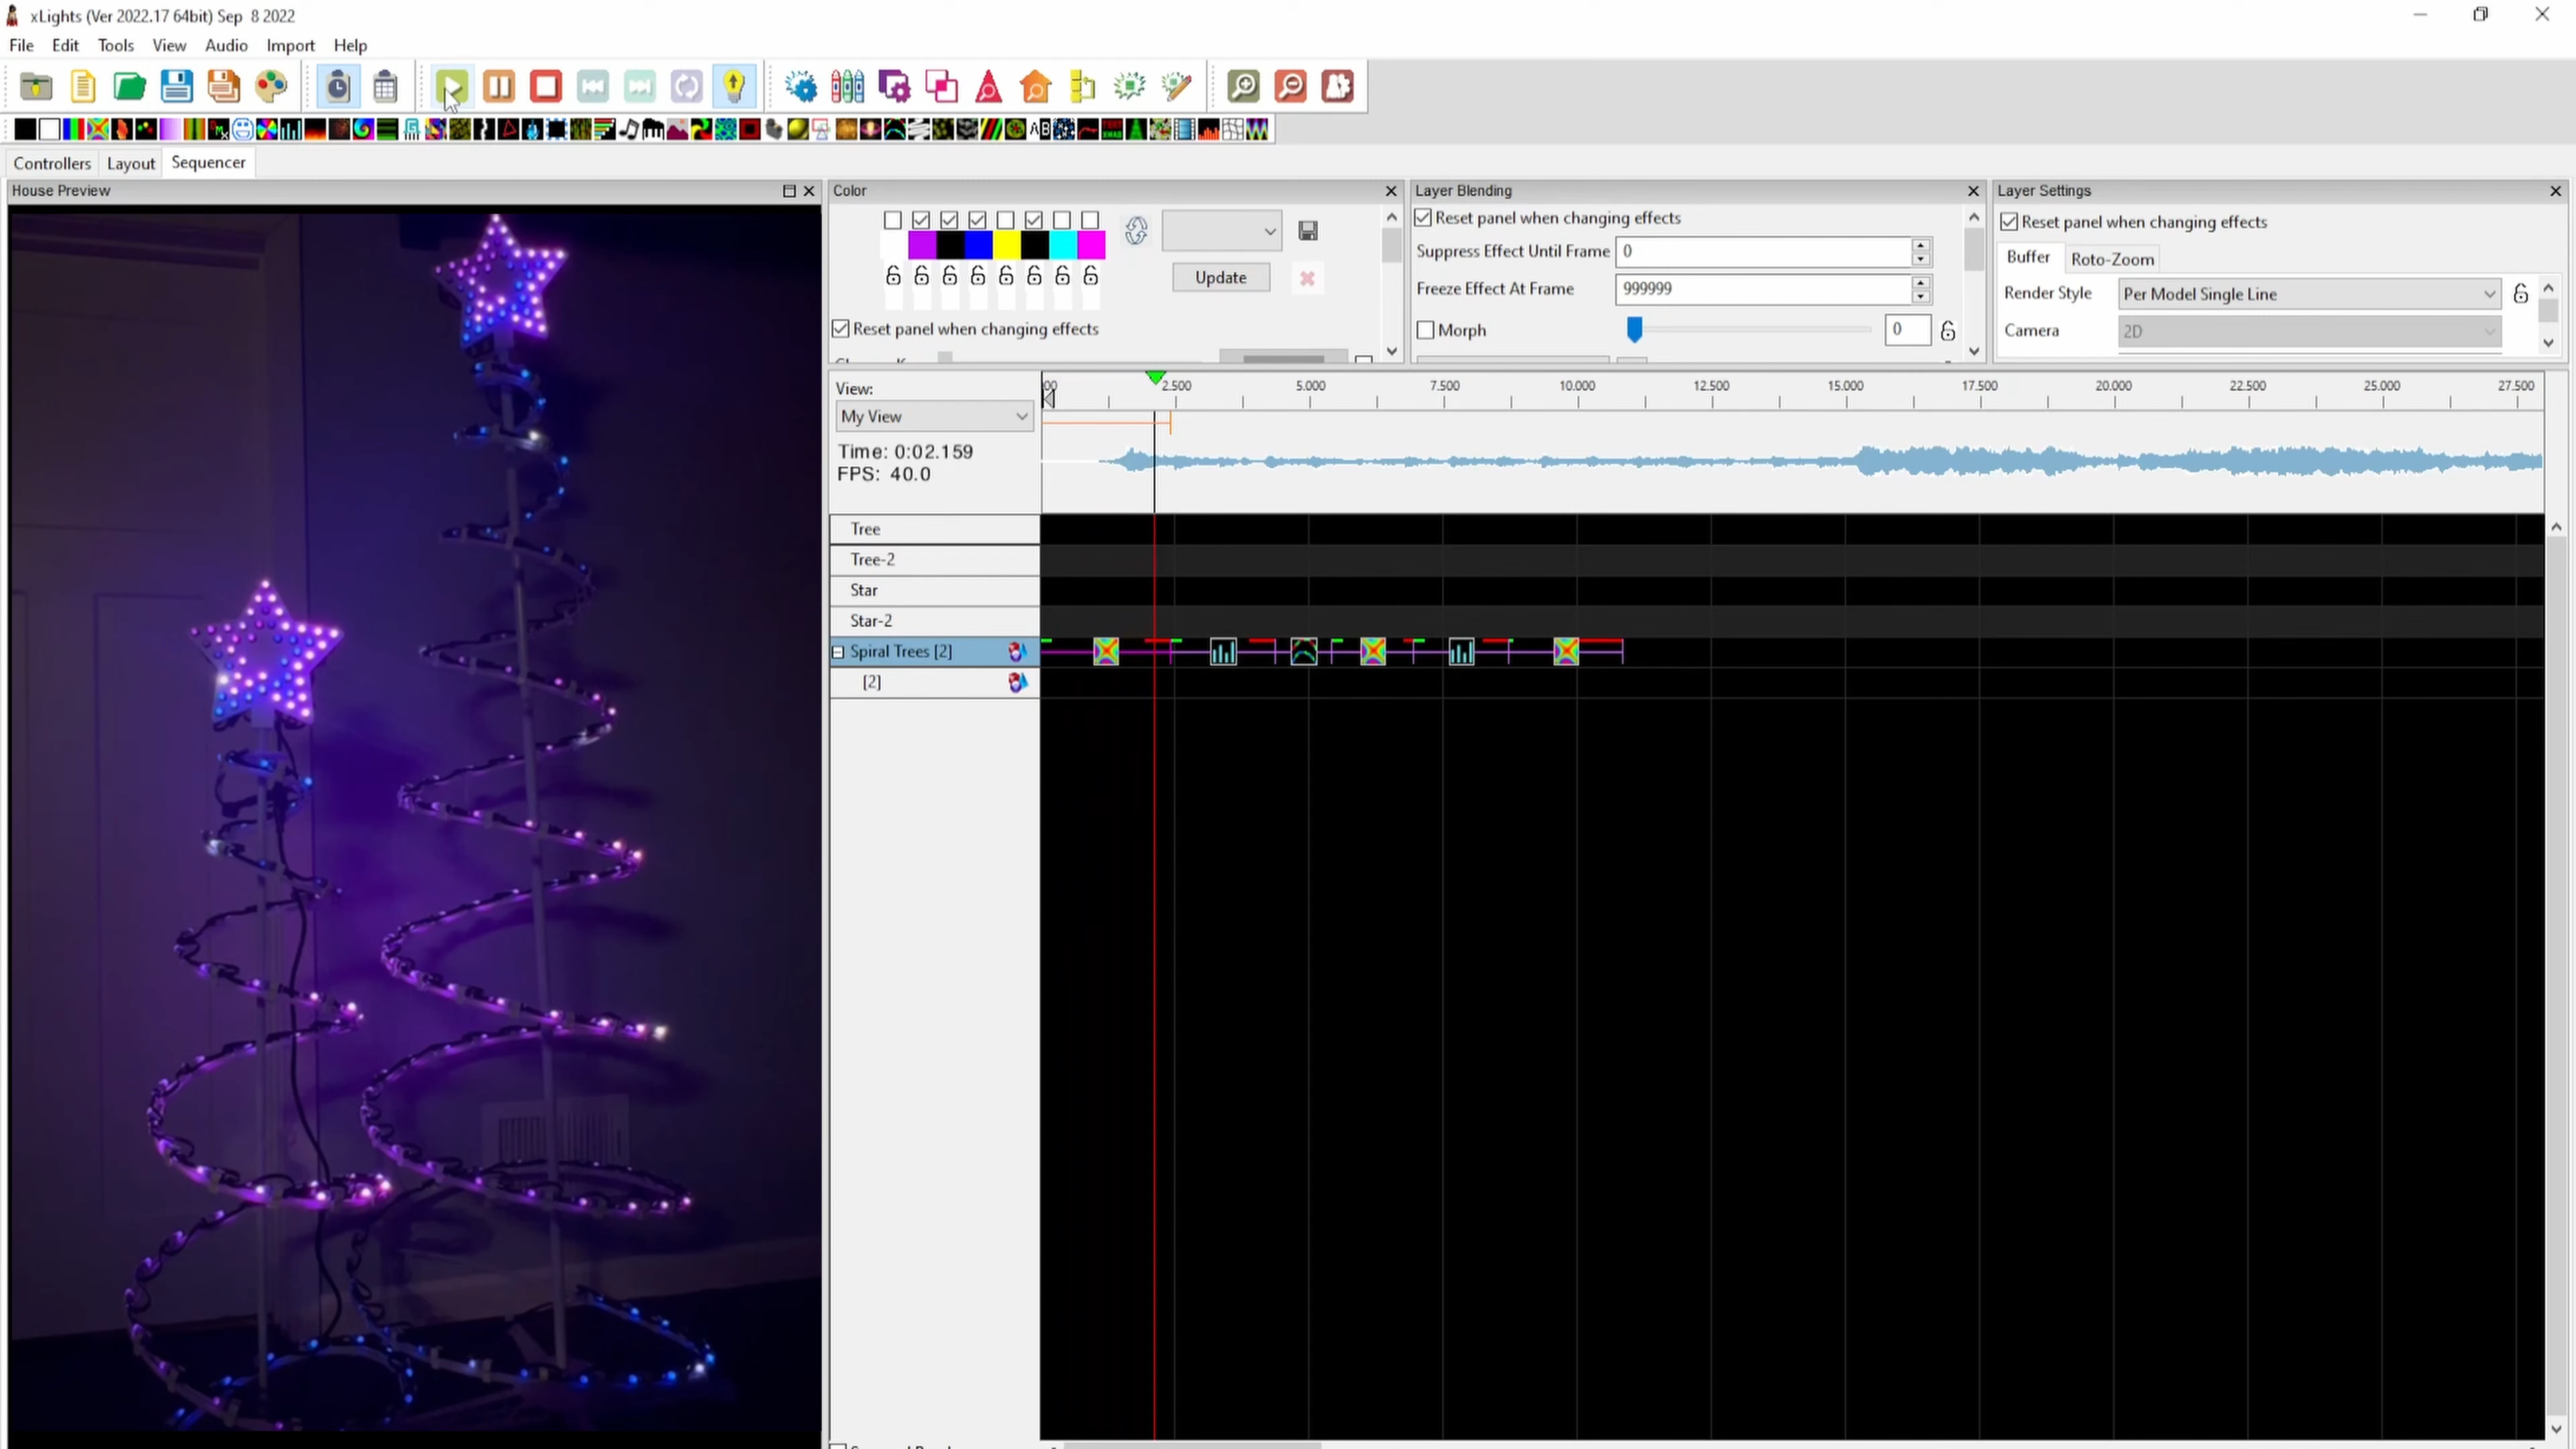 xLights (Ver 2022.17 64bit) Sep 8 2022
File Edit Tools View Audio Import Help
Controllers Layout Sequencer
House Preview
Color
Update
Reset panel when changing effects
Layer Blending
Reset panel when changing effects
Suppress Effect Until Frame 0
Freeze Effect At Frame 999999
Morph 0
Layer Settings
Reset panel when changing effects
Buffer Roto-Zoom
Render Style Per Model Single Line
Camera 2D
View:
My View
Time: 0:02.159
FPS: 40.0
2.500 5.000 7.500 10.000 12.500 15.000 17.500 20.000 22.500 25.000 27.500
Tree
Tree-2
Star
Star-2
Spiral Trees [2]
[2]